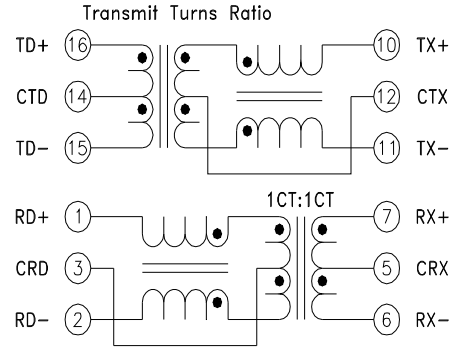 Transmit Turns Ratio
TD+ 16 10 TX+
CTD 14 12 CTX
TD- 15 11 TX-
1CT:1CT
RD+ 1 7 RX+
CRD 3 5 CRX
RD- 2 6 RX-